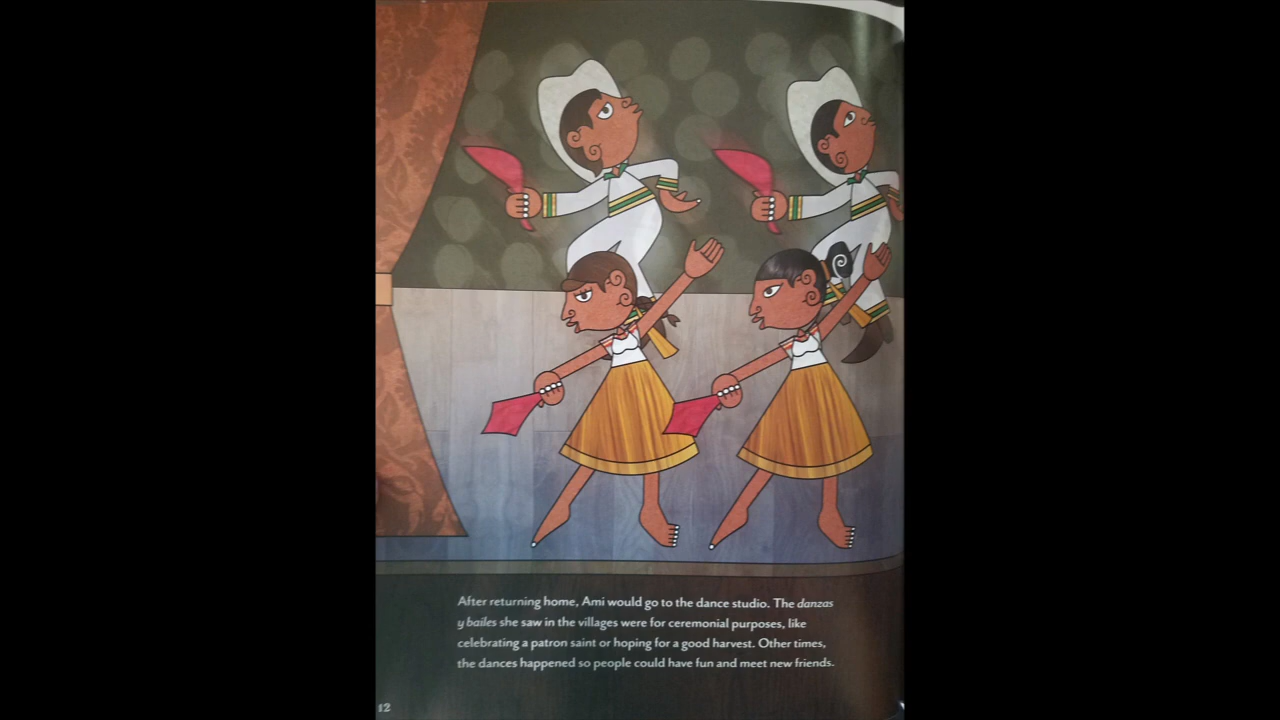 After returning home, Ami would go to the dance studio. The danzas
y bailes she saw in the villages were for ceremonial purposes, like
celebrating a patron saint or hoping for a good harvest. Other times,
the dances happened so people could have fun and meet new friends.
12